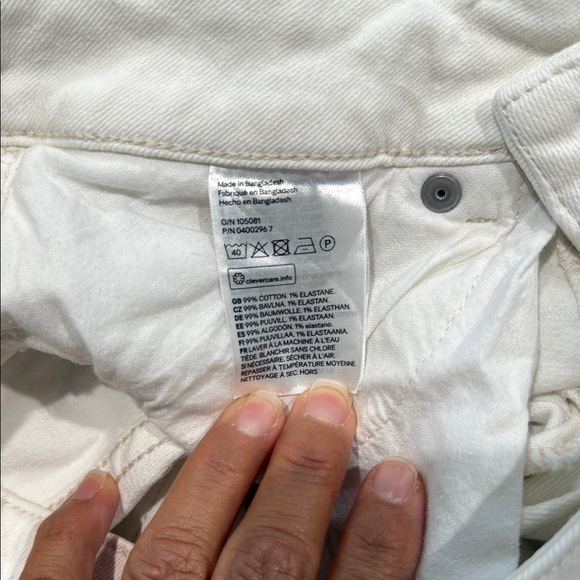 Made in Bangladesh
Fabriqué en Bangladash
Hecho en Bangladash
O/N 105081
P/N 0400296 7
40 P
clevercare.info
GB 99% COTTON. 1% ELASTANE.
CZ 99% BAVLNA. 1% ELASTAN.
DE 99% BAUMWOLLE. 1% ELASTHAN.
EE 99% PUUVILL. 1% ELASTAAN.
ES 99% ALGODÓN. 1% elastano.
FI 99% PUUVILLAA. 1% ELASTAANIA.
FR LAVER À LA MACHINE À L'EAU
TIÈDE. BLANCHIR SANS CHLORE
SI NÉCESSAIRE. SÉCHER À L'AIR.
REPASSER À TEMPÉRATURE MOYENNE
NETTOYAGE À SEC. HORS